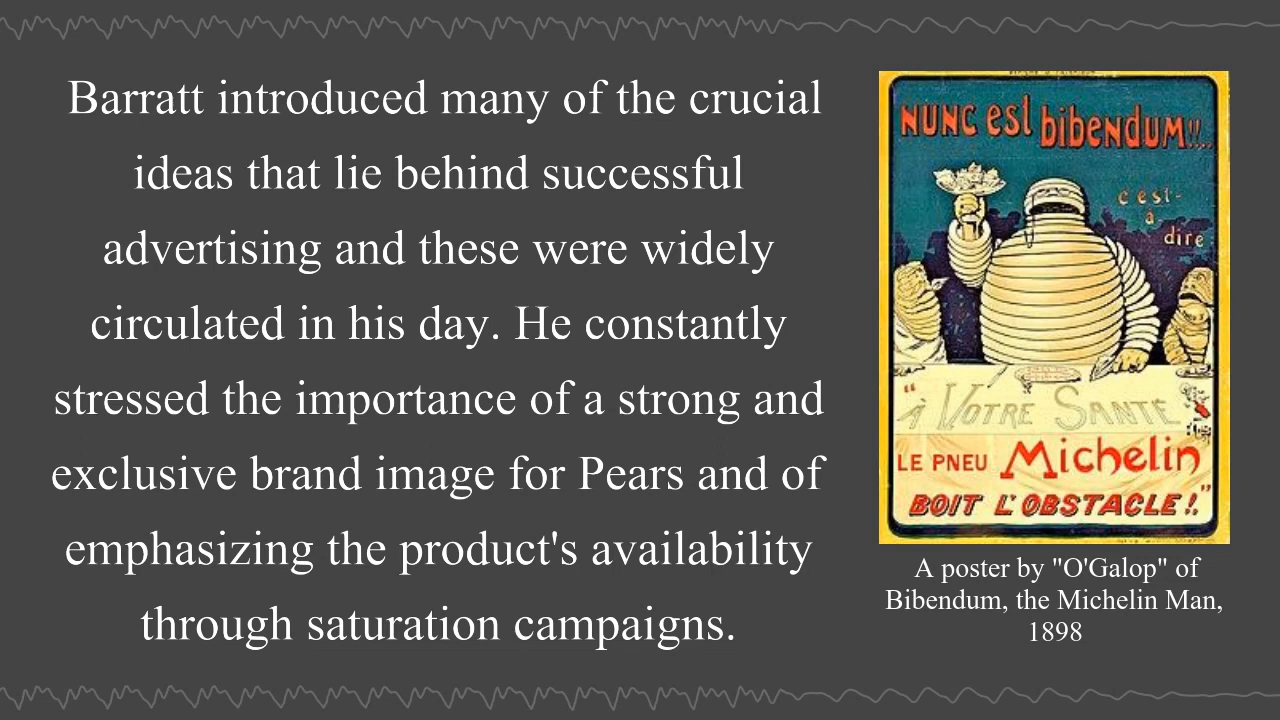 Barratt introduced many of the crucial
ideas that lie behind successful
advertising and these were widely
circulated in his day. He constantly
stressed the importance of a strong and
exclusive brand image for Pears and of
emphasizing the product's availability
through saturation campaigns.
NUNC est bibendum!!..
c'est-
à
dire:
"à VOTRE SANTÉ
LE PNEU Michelin
BOIT L'OBSTACLE!."
A poster by "O'Galop" of
Bibendum, the Michelin Man,
1898